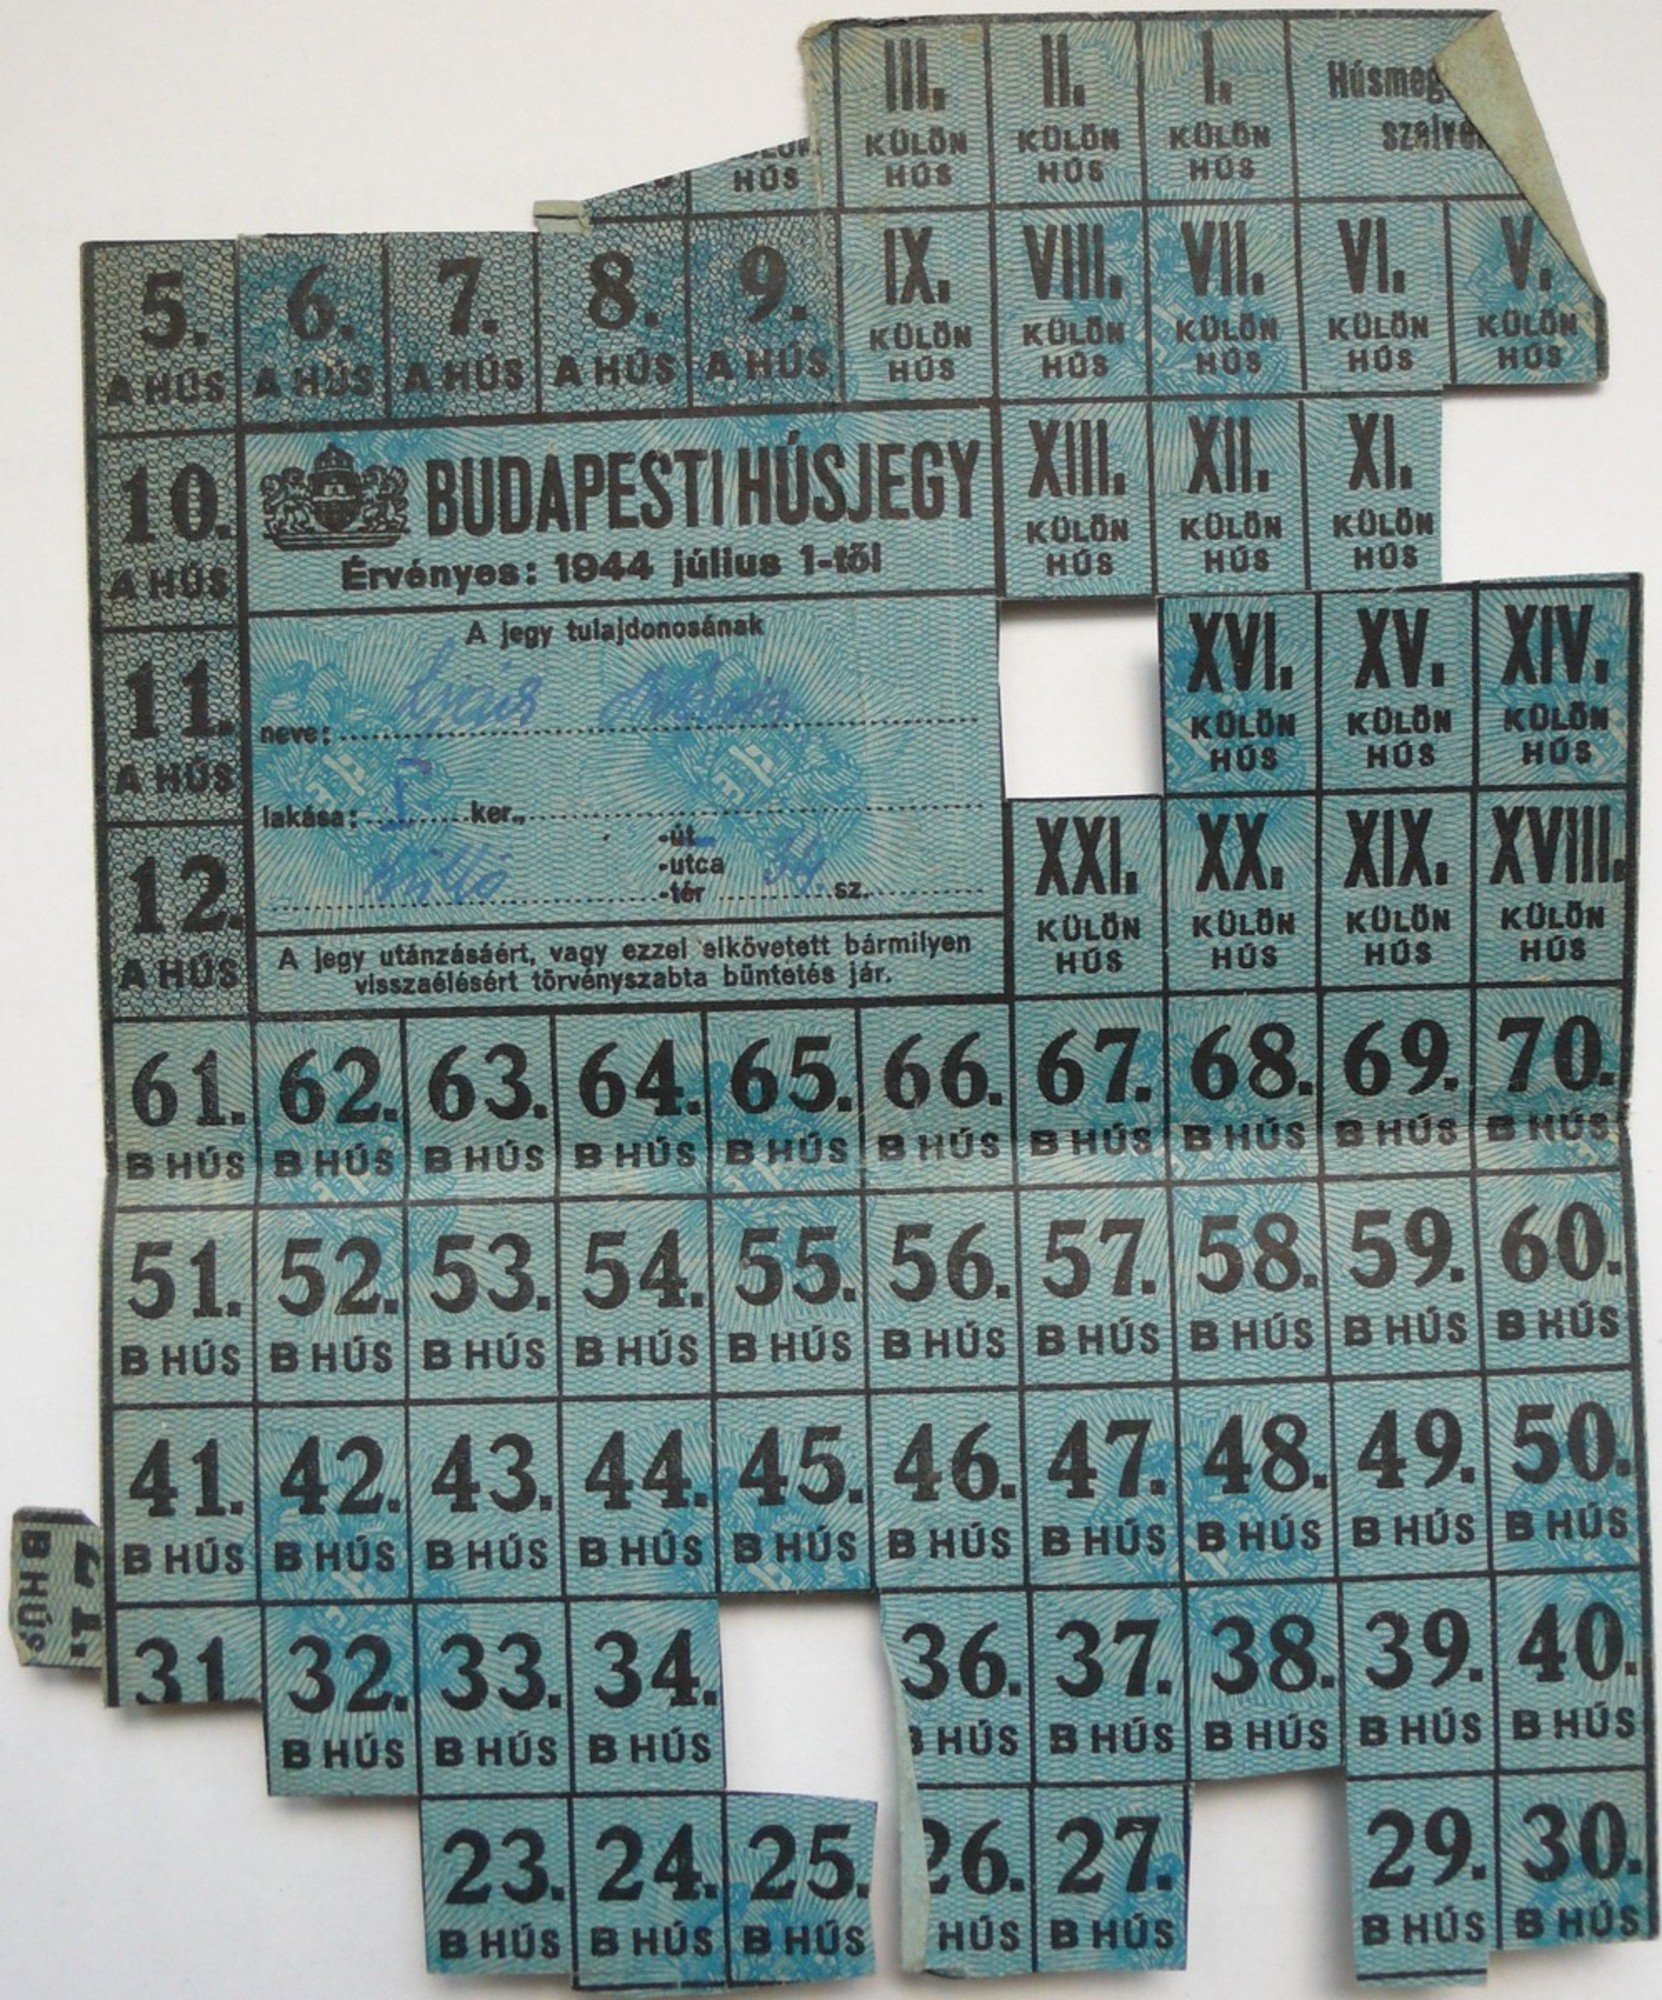 III. II. I. Húsmeg
KÜLÖN KÜLÖN KÜLÖN szelvé
HÚS HÚS HÚS HÚS
5. 6. 7. 8. 9. IX. VIII. VII. VI. V.
KÜLÖN KÜLÖN KÜLÖN KÜLÖN KÜLÖN
A HÚS A HÚS A HÚS A HÚS A HÚS HÚS HÚS HÚS HÚS HÚS
10. BUDAPESTI HÚSJEGY XIII. XII. XI.
KÜLÖN KÜLÖN KÜLÖN
A HÚS Érvényes: 1944 július 1-től HÚS HÚS HÚS
A jegy tulajdonosának
11. neve: XVI. XV. XIV.
KÜLÖN KÜLÖN KÜLÖN
A HÚS HÚS HÚS HÚS
lakása: I. ker.,
-út
12. -utca 34 XXI. XX. XIX. XVIII.
-tér sz.
KÜLÖN KÜLÖN KÜLÖN KÜLÖN
A HÚS HÚS HÚS HÚS HÚS
A jegy utánzásáért, vagy ezzel elkövetett bármilyen
visszaélésért törvényszabta büntetés jár.
61. 62. 63. 64. 65. 66. 67. 68. 69. 70.
B HÚS B HÚS B HÚS B HÚS B HÚS B HÚS B HÚS B HÚS B HÚS B HÚS
51. 52. 53. 54. 55. 56. 57. 58. 59. 60.
B HÚS B HÚS B HÚS B HÚS B HÚS B HÚS B HÚS B HÚS B HÚS B HÚS
41. 42. 43. 44. 45. 46. 47. 48. 49. 50.
B HÚS B HÚS B HÚS B HÚS B HÚS B HÚS B HÚS B HÚS B HÚS B HÚS
B HÚS
31 32. 33. 34. 36. 37. 38. 39. 40.
B HÚS B HÚS B HÚS B HÚS B HÚS B HÚS B HÚS B HÚS
23. 24. 25. 26. 27. 29. 30.
B HÚS B HÚS B HÚS HÚS B HÚS B HÚS B HÚS